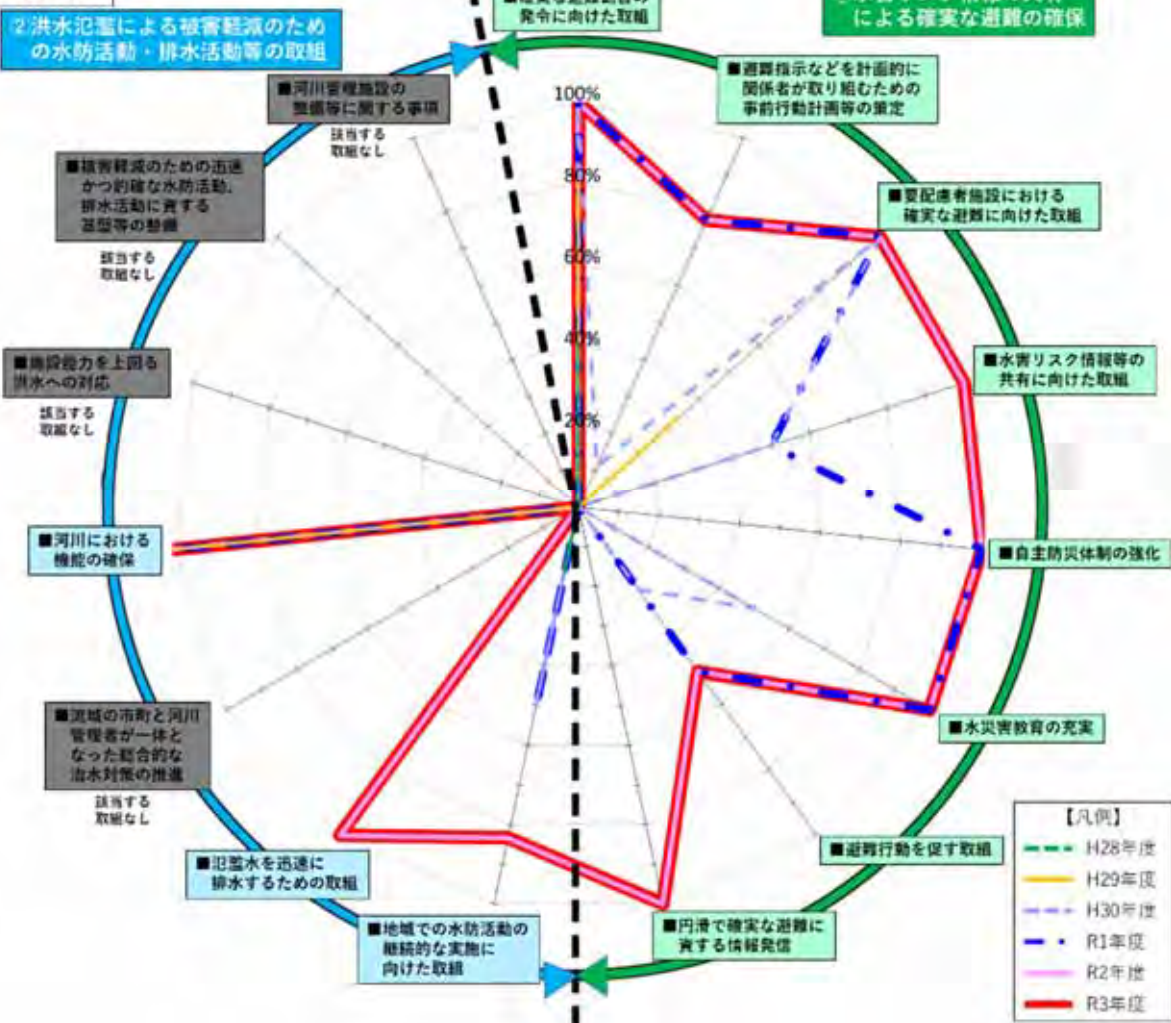 発令に向けた取組
による確実な避難の確保
②洪水氾濫による被害軽減のため
の水防活動・排水活動等の取組
■河川管理施設の
整備等に関する事項
該当する
取組なし
■避難指示などを計画的に
関係者が取り組むための
事前行動計画等の策定
100%
80%
60%
40%
20%
■被害軽減のための迅速
かつ的確な水防活動、
排水活動に資する
基盤等の整備
該当する
取組なし
■要配慮者施設における
確実な避難に向けた取組
■施設能力を上回る
洪水への対応
該当する
取組なし
■水害リスク情報等の
共有に向けた取組
■河川における
機能の確保
■自主防災体制の強化
■流域の市町と河川
管理者が一体と
なった総合的な
治水対策の推進
該当する
取組なし
■水災害教育の充実
■氾濫水を迅速に
排水するための取組
■避難行動を促す取組
■地域での水防活動の
継続的な実施に
向けた取組
■円滑で確実な避難に
資する情報発信
【凡例】
H28年度
H29年度
H30年度
R1年度
R2年度
R3年度